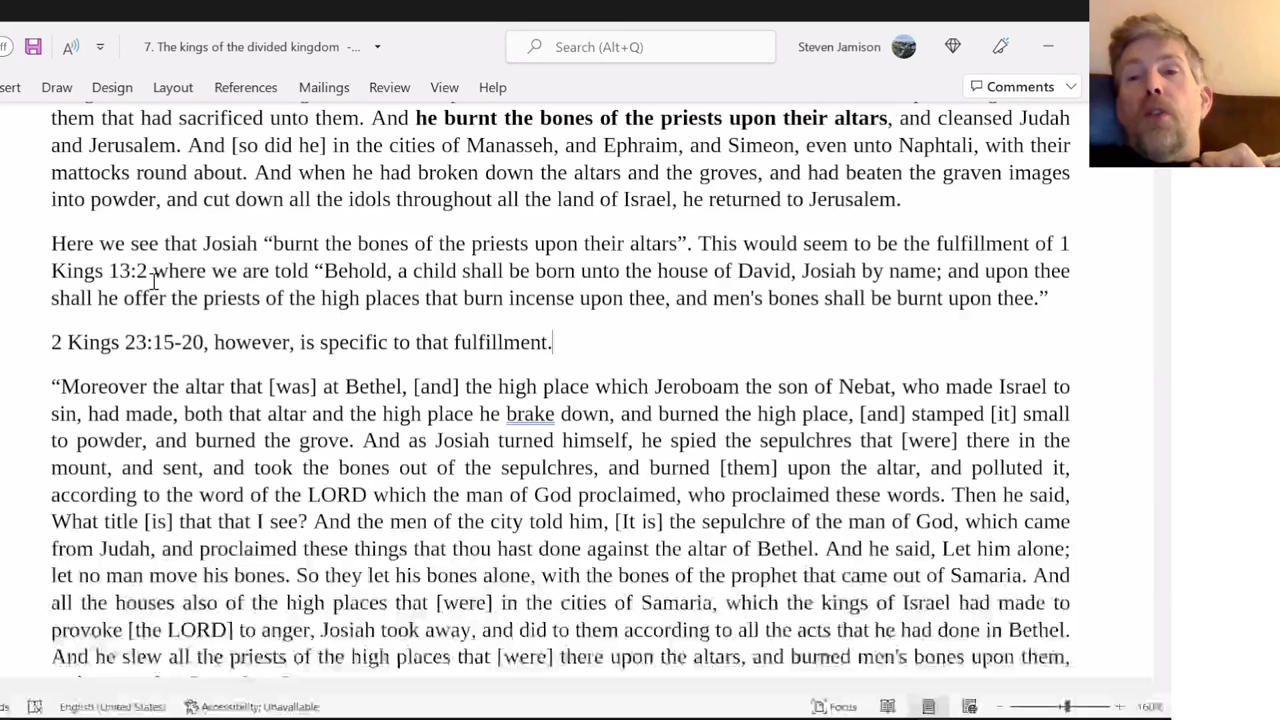 7. The kings of the divided kingdom -...
Search (Alt+Q)
Steven Jamison
Draw Design Layout References Mailings Review View Help
Comments
them that had sacrificed unto them. And he burnt the bones of the priests upon their altars, and cleansed Judah
and Jerusalem. And [so did he] in the cities of Manasseh, and Ephraim, and Simeon, even unto Naphtali, with their
mattocks round about. And when he had broken down the altars and the groves, and had beaten the graven images
into powder, and cut down all the idols throughout all the land of Israel, he returned to Jerusalem.
Here we see that Josiah “burnt the bones of the priests upon their altars”. This would seem to be the fulfillment of 1
Kings 13:2 where we are told “Behold, a child shall be born unto the house of David, Josiah by name; and upon thee
shall he offer the priests of the high places that burn incense upon thee, and men's bones shall be burnt upon thee.”
2 Kings 23:15-20, however, is specific to that fulfillment.
“Moreover the altar that [was] at Bethel, [and] the high place which Jeroboam the son of Nebat, who made Israel to
sin, had made, both that altar and the high place he brake down, and burned the high place, [and] stamped [it] small
to powder, and burned the grove. And as Josiah turned himself, he spied the sepulchres that [were] there in the
mount, and sent, and took the bones out of the sepulchres, and burned [them] upon the altar, and polluted it,
according to the word of the LORD which the man of God proclaimed, who proclaimed these words. Then he said,
What title [is] that that I see? And the men of the city told him, [It is] the sepulchre of the man of God, which came
from Judah, and proclaimed these things that thou hast done against the altar of Bethel. And he said, Let him alone;
let no man move his bones. So they let his bones alone, with the bones of the prophet that came out of Samaria. And
all the houses also of the high places that [were] in the cities of Samaria, which the kings of Israel had made to
provoke [the LORD] to anger, Josiah took away, and did to them according to all the acts that he had done in Bethel.
And he slew all the priests of the high places that [were] there upon the altars, and burned men's bones upon them,
English (United States) Accessibility: Unavailable Focus 160%